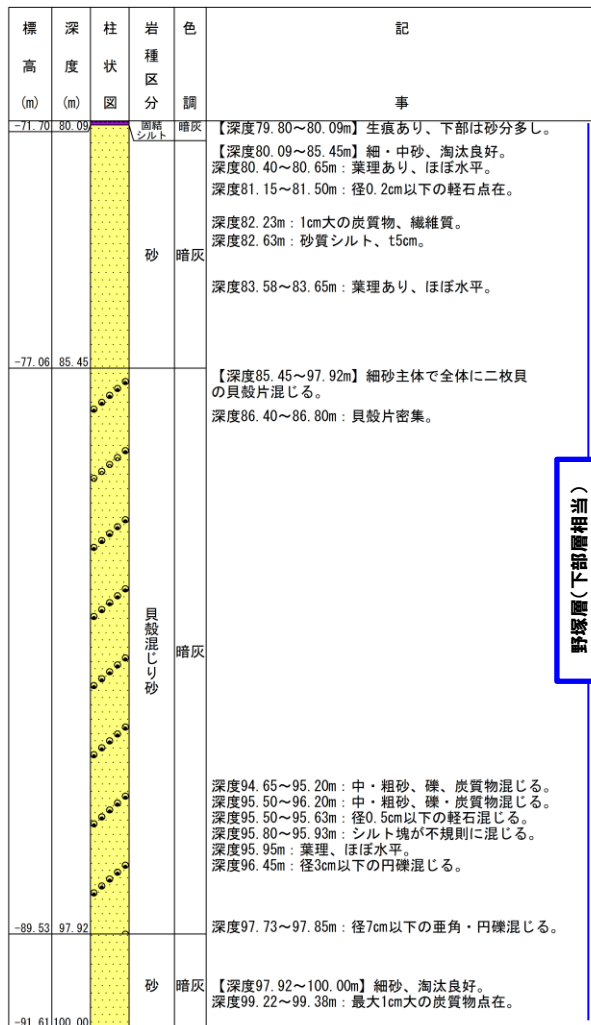 標高(m) 深度(m) 柱状図 岩種区分 色調 記事
-71.70 80.09 固結シルト 暗灰 【深度79.80～80.09m】生痕あり、下部は砂分多し。
【深度80.09～85.45m】細・中砂、淘汰良好。
深度80.40～80.65m：葉理あり、ほぼ水平。
深度81.15～81.50m：径0.2cm以下の軽石点在。
深度82.23m：1cm大の炭質物、繊維質。
深度82.63m：砂質シルト、t5cm。
砂 暗灰
深度83.58～83.65m：葉理あり、ほぼ水平。
-77.06 85.45
【深度85.45～97.92m】細砂主体で全体に二枚貝
の貝殻片混じる。
深度86.40～86.80m：貝殻片密集。
野塚層(下部層相当)
貝殻混じり砂 暗灰
深度94.65～95.20m：中・粗砂、礫、炭質物混じる。
深度95.50～96.20m：中・粗砂、礫・炭質物混じる。
深度95.50～95.63m：径0.5cm以下の軽石混じる。
深度95.80～95.93m：シルト塊が不規則に混じる。
深度95.95m：葉理、ほぼ水平。
深度96.45m：径3cm以下の円礫混じる。
深度97.73～97.85m：径7cm以下の亜角・円礫混じる。
-89.53 97.92
砂 暗灰 【深度97.92～100.00m】細砂、淘汰良好。
深度99.22～99.38m：最大1cm大の炭質物点在。
-91.61 100.00